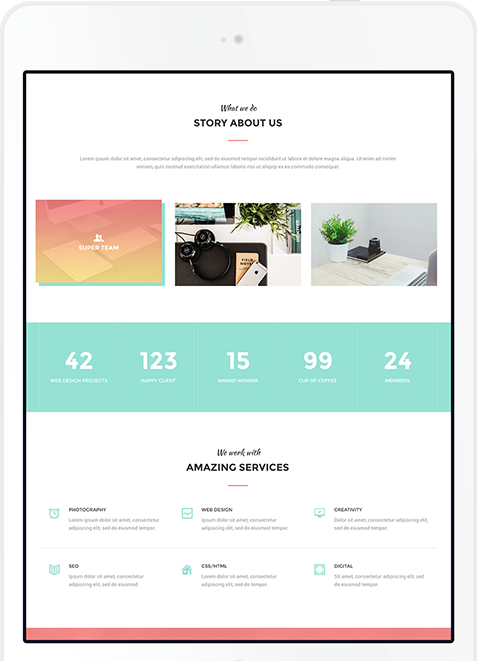 What we do
STORY ABOUT US
Lorem ipsum dolor sit amet, consectetur adipiscing elit, sed do eiusmod tempor incididunt ut labore et dolore magna aliqua. Ut enim ad minim
veniam, quis nostrud exercitation ullamco laboris nisi ut aliquip ex ea commodo consequat.
SUPER TEAM
FIELD
NOTES
42
123
15
99
24
WEB DESIGN PROJECTS
HAPPY CLIENT
AWARD WINNER
CUP OF COFFEE
MEMBERS
We work with
AMAZING SERVICES
PHOTOGRAPHY
Lorem ipsum dolor sit amet, consectetur
adipiscing elit, sed do eiusmod tempor.
WEB DESIGN
Lorem ipsum dolor sit amet, consectetur
adipiscing elit, sed do eiusmod tempor.
CREATIVITY
Dolor sit amet, consectetur adipiscing
elit, sed do eiusmod tempor.
SEO
Ipsum dolor sit amet, consectetur
adipiscing elit, sed do eiusmod.
CSS/HTML
Lorem ipsum dolor sit amet, consectetur
adipiscing elit, sed do eiusmod tempor.
DIGITAL
Sit amet, consectetur adipiscing elit, sed
do eiusmod tempor.